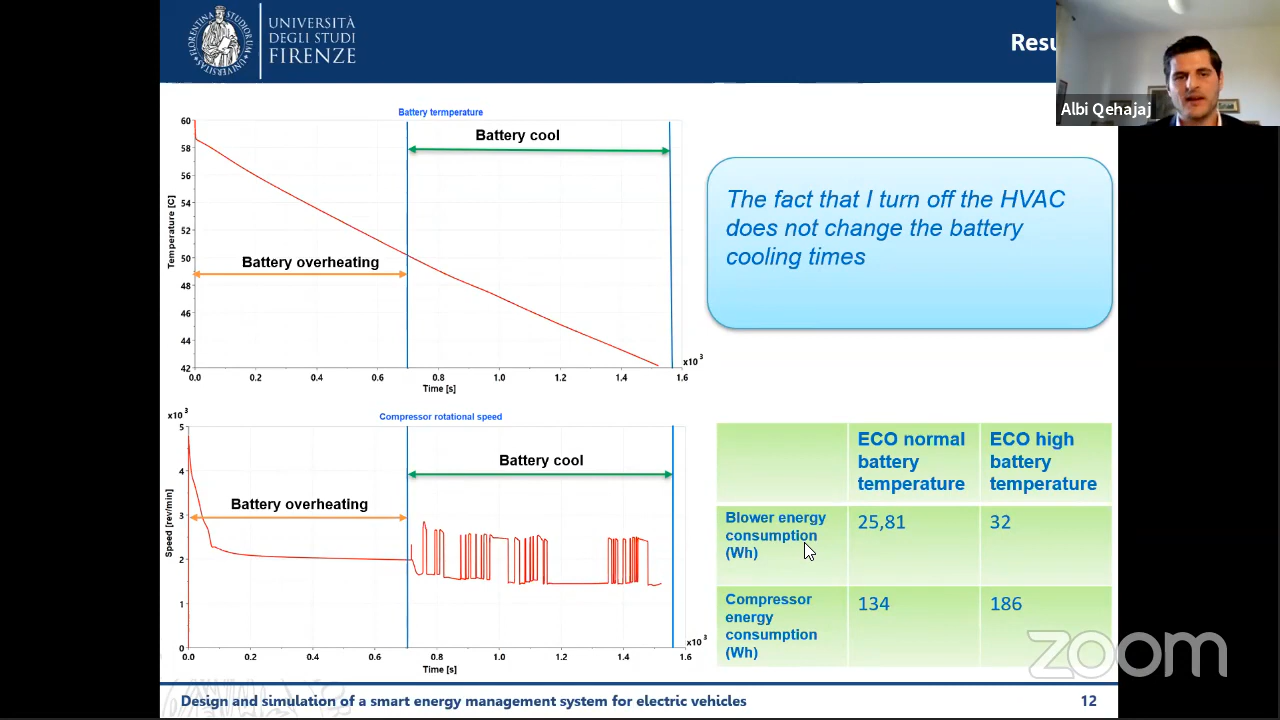 UNIVERSITÀ
DEGLI STUDI
FIRENZE
Resu
Albi Qehajaj
Battery termperature
Battery cool
Battery overheating
Temperature [C]
60
58
56
54
52
50
48
46
44
42
x10³
0.0 0.2 0.4 0.6 0.8 1.0 1.2 1.4 1.6
Time [s]
The fact that I turn off the HVAC
does not change the battery
cooling times
Compressor rotational speed
x10³
Battery cool
Battery overheating
Speed [rev/min]
5
4
3
2
1
0
x10³
0.0 0.2 0.4 0.6 0.8 1.0 1.2 1.4 1.6
Time [s]
ECO normal
battery
temperature
ECO high
battery
temperature
Blower energy
consumption
(Wh)
25,81
32
Compressor
energy
consumption
(Wh)
134
186
zoom
Design and simulation of a smart energy management system for electric vehicles
12